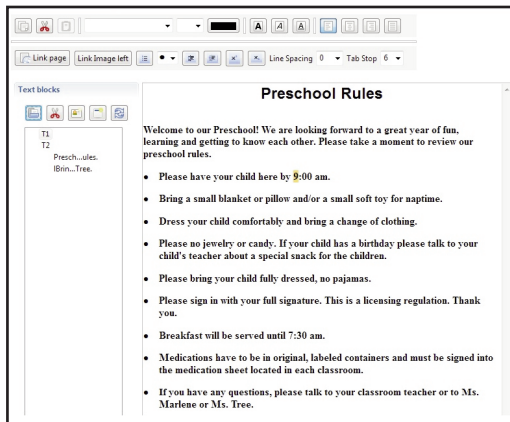 A A A
Link page Link Image left Line Spacing 0 Tab Stop 6
Text blocks
T1
T2
Presch...ules.
IBrin...Tree.
Preschool Rules
Welcome to our Preschool! We are looking forward to a great year of fun,
learning and getting to know each other. Please take a moment to review our
preschool rules.
• Please have your child here by 9:00 am.
• Bring a small blanket or pillow and/or a small soft toy for naptime.
• Dress your child comfortably and bring a change of clothing.
• Please no jewelry or candy. If your child has a birthday please talk to your
child's teacher about a special snack for the children.
• Please bring your child fully dressed, no pajamas.
• Please sign in with your full signature. This is a licensing regulation. Thank
you.
• Breakfast will be served until 7:30 am.
• Medications have to be in original, labeled containers and must be signed into
the medication sheet located in each classroom.
• If you have any questions, please talk to your classroom teacher or to Ms.
Marlene or Ms. Tree.